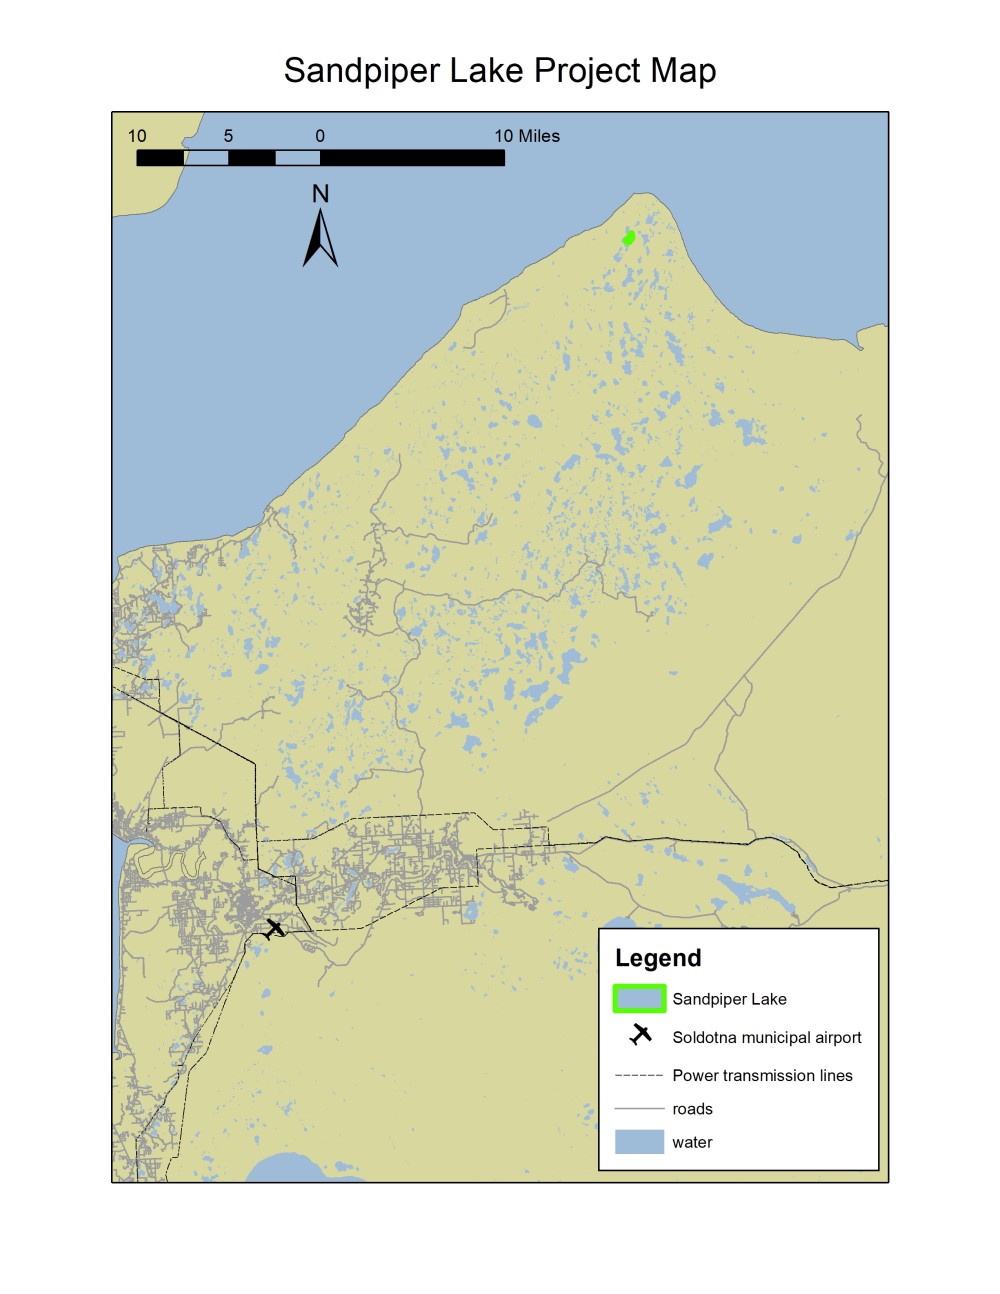 Sandpiper Lake Project Map
10 5 0 10 Miles
N
Legend
Sandpiper Lake
Soldotna municipal airport
Power transmission lines
roads
water